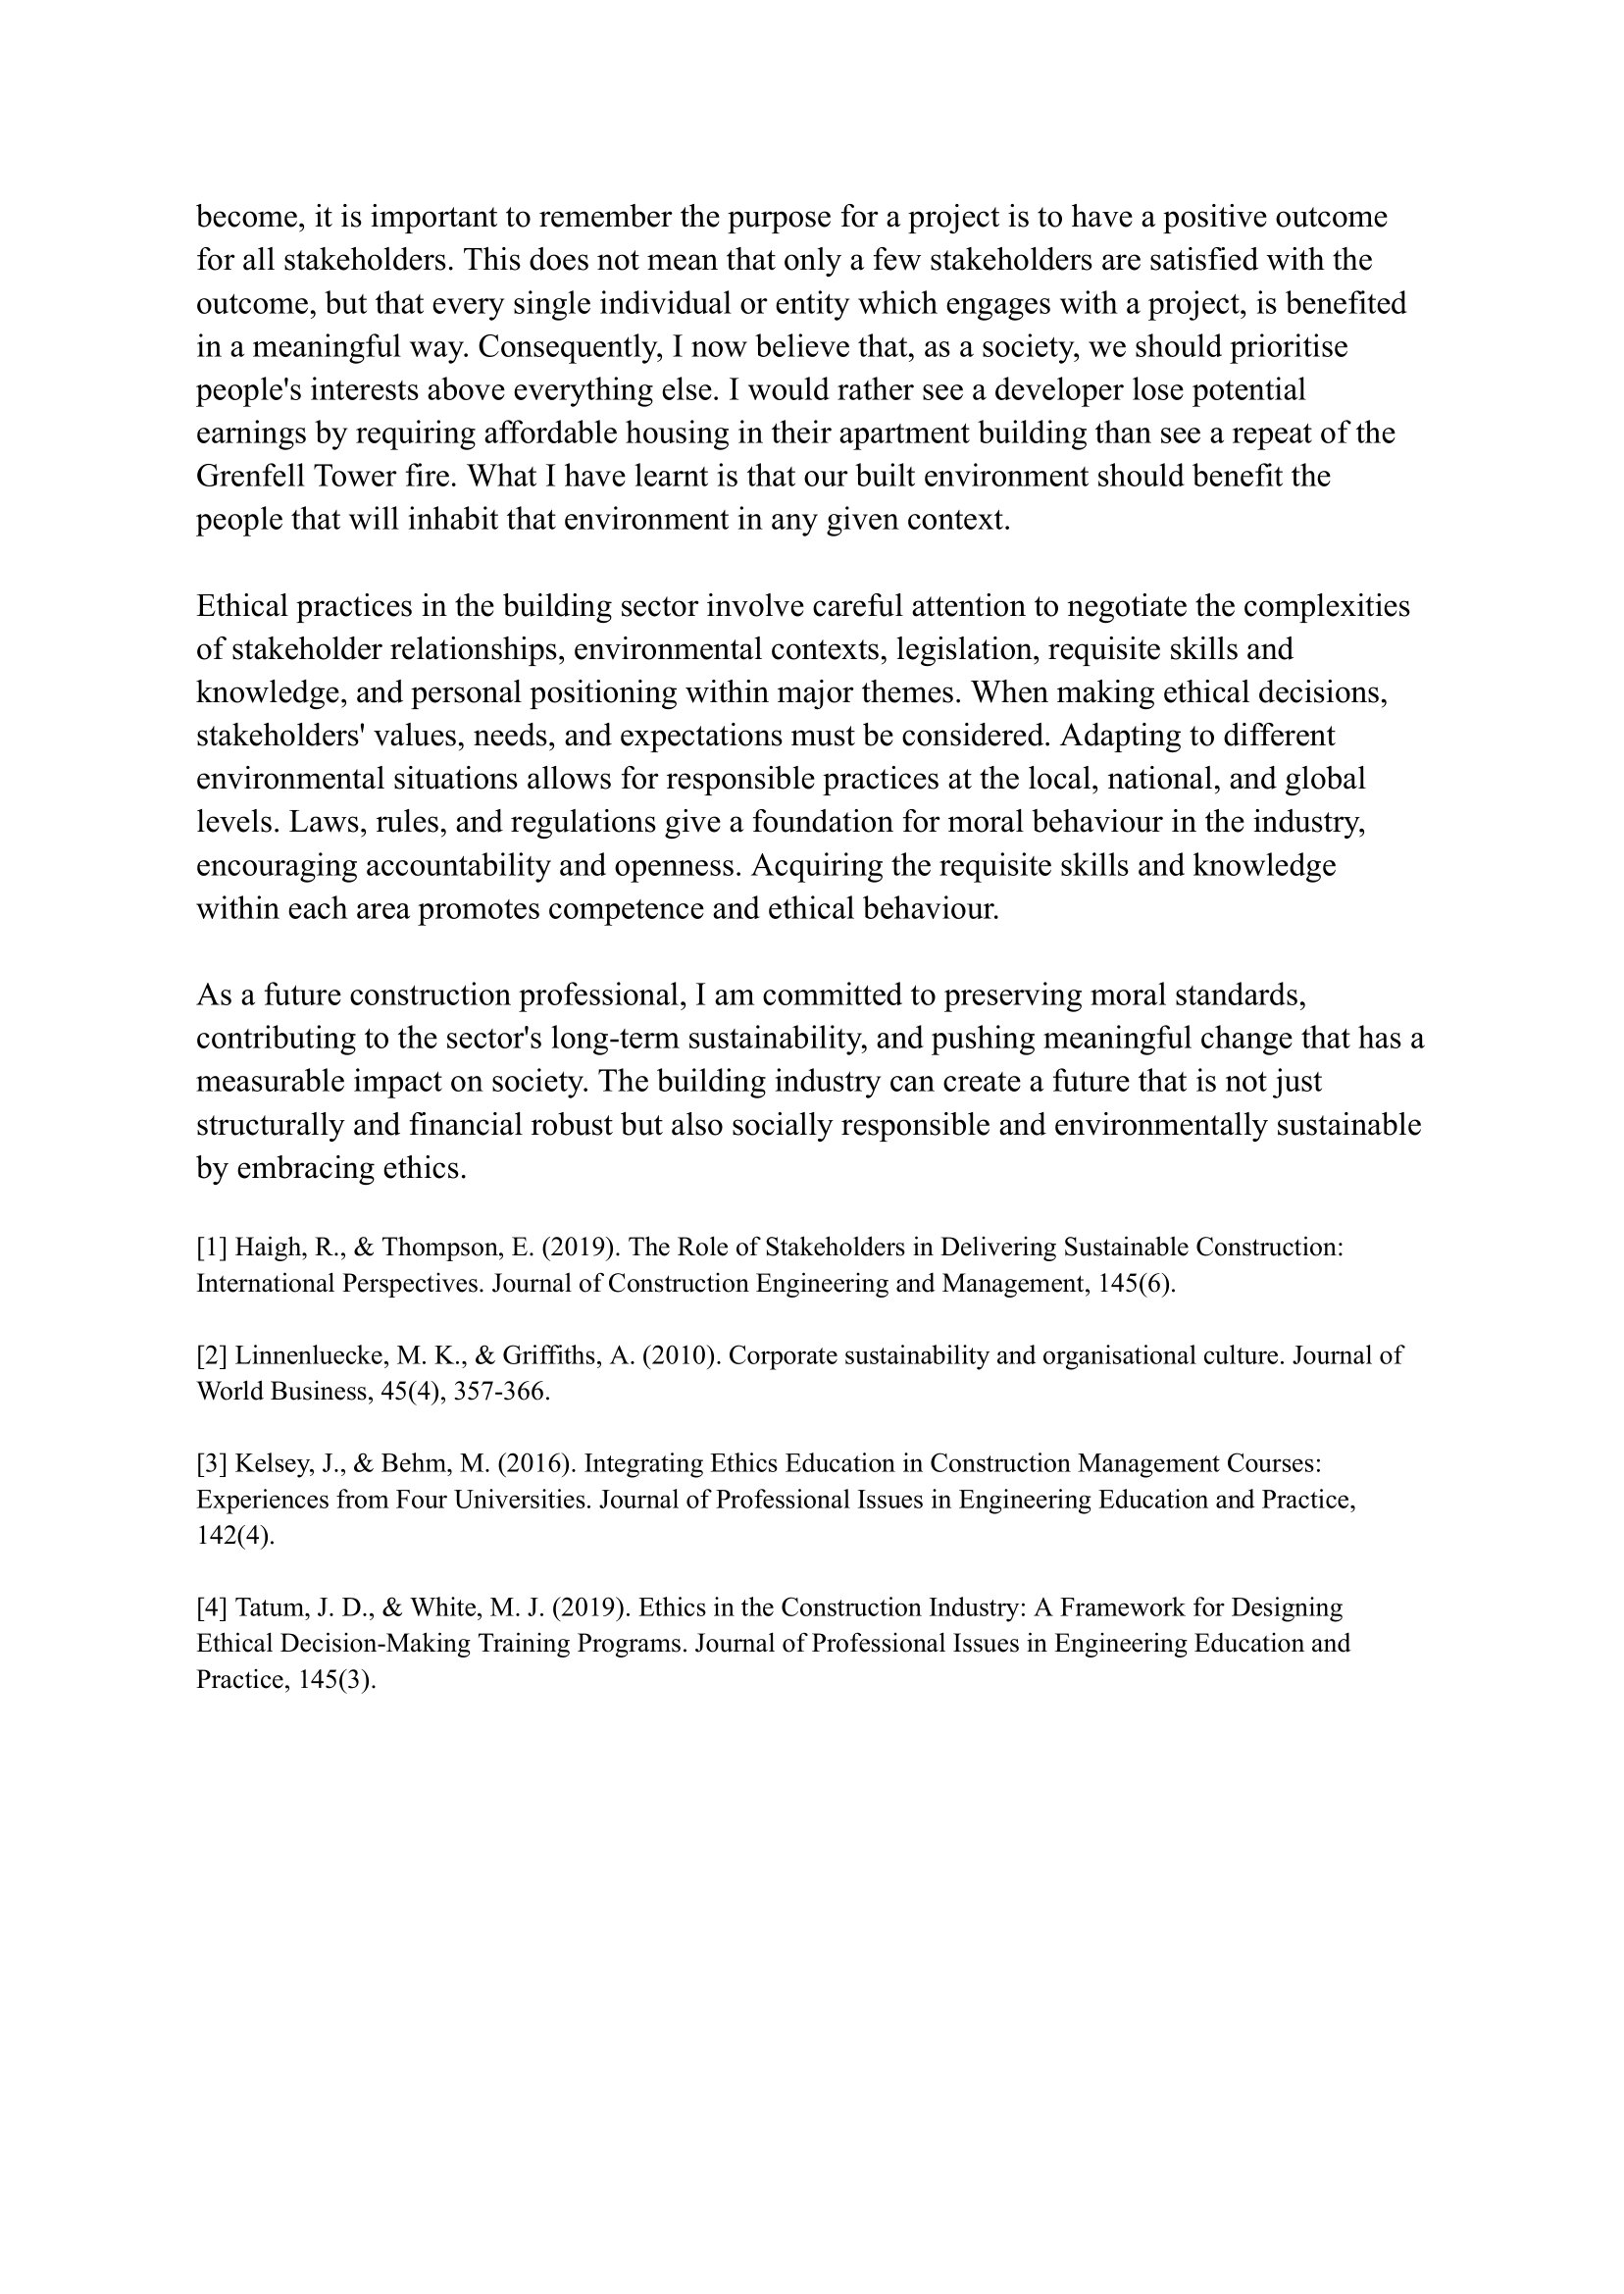 become, it is important to remember the purpose for a project is to have a positive outcome
for all stakeholders. This does not mean that only a few stakeholders are satisfied with the
outcome, but that every single individual or entity which engages with a project, is benefited
in a meaningful way. Consequently, I now believe that, as a society, we should prioritise
people's interests above everything else. I would rather see a developer lose potential
earnings by requiring affordable housing in their apartment building than see a repeat of the
Grenfell Tower fire. What I have learnt is that our built environment should benefit the
people that will inhabit that environment in any given context.
Ethical practices in the building sector involve careful attention to negotiate the complexities
of stakeholder relationships, environmental contexts, legislation, requisite skills and
knowledge, and personal positioning within major themes. When making ethical decisions,
stakeholders' values, needs, and expectations must be considered. Adapting to different
environmental situations allows for responsible practices at the local, national, and global
levels. Laws, rules, and regulations give a foundation for moral behaviour in the industry,
encouraging accountability and openness. Acquiring the requisite skills and knowledge
within each area promotes competence and ethical behaviour.
As a future construction professional, I am committed to preserving moral standards,
contributing to the sector's long-term sustainability, and pushing meaningful change that has a
measurable impact on society. The building industry can create a future that is not just
structurally and financial robust but also socially responsible and environmentally sustainable
by embracing ethics.
[1] Haigh, R., & Thompson, E. (2019). The Role of Stakeholders in Delivering Sustainable Construction:
International Perspectives. Journal of Construction Engineering and Management, 145(6).
[2] Linnenluecke, M. K., & Griffiths, A. (2010). Corporate sustainability and organisational culture. Journal of
World Business, 45(4), 357-366.
[3] Kelsey, J., & Behm, M. (2016). Integrating Ethics Education in Construction Management Courses:
Experiences from Four Universities. Journal of Professional Issues in Engineering Education and Practice,
142(4).
[4] Tatum, J. D., & White, M. J. (2019). Ethics in the Construction Industry: A Framework for Designing
Ethical Decision-Making Training Programs. Journal of Professional Issues in Engineering Education and
Practice, 145(3).